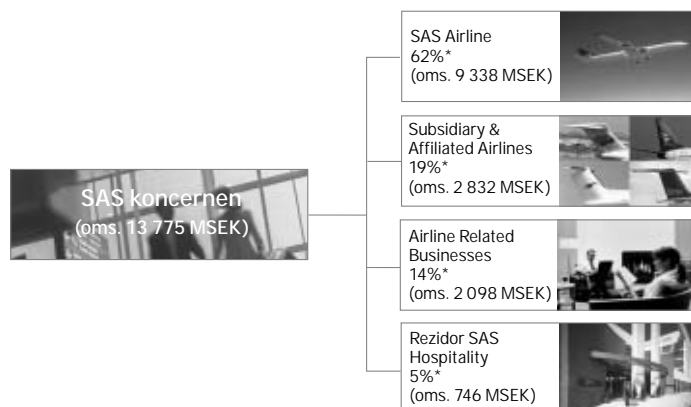 SAS koncernen
(oms. 13 775 MSEK)
SAS Airline
62%*
(oms. 9 338 MSEK)
Subsidiary &
Affiliated Airlines
19%*
(oms. 2 832 MSEK)
Airline Related
Businesses
14%*
(oms. 2 098 MSEK)
Rezidor SAS
Hospitality
5%*
(oms. 746 MSEK)